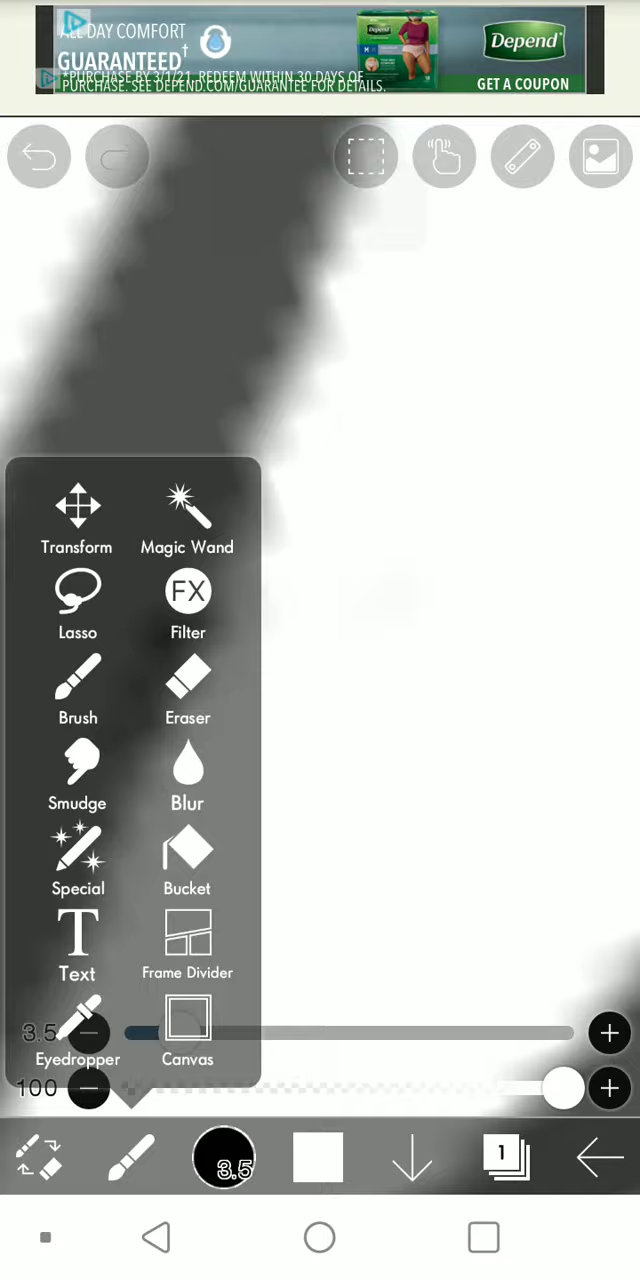 ALL DAY COMFORT
GUARANTEED†
*PURCHASE BY 3/1/21. REDEEM WITHIN 30 DAYS OF
PURCHASE. SEE DEPEND.COM/GUARANTEE FOR DETAILS.
Depend
GET A COUPON
Transform
Magic Wand
Lasso
FX
Filter
Brush
Eraser
Smudge
Blur
Special
Bucket
T
Text
Frame Divider
3.5
Eyedropper
Canvas
100
3.5
1